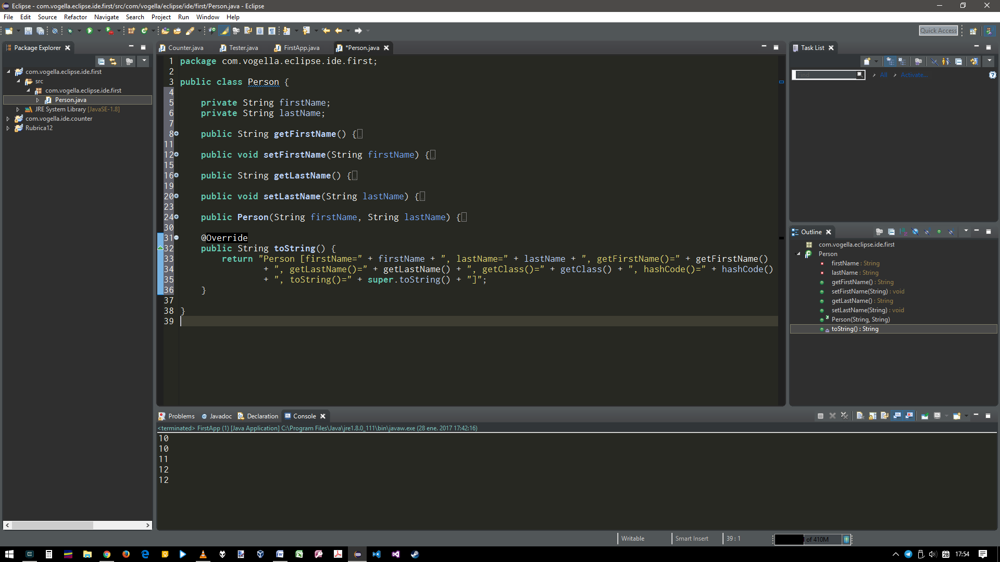 Eclipse - com.vogella.eclipse.ide.first/src/com/vogella/eclipse/ide/first/Person.java - Eclipse
File Edit Source Refactor Navigate Search Project Run Window Help
Quick Access
Package Explorer
com.vogella.eclipse.ide.first
src
com.vogella.eclipse.ide.first
Person.java
JRE System Library [JavaSE-1.8]
com.vogella.ide.counter
Rubrica12
Counter.java Tester.java FirstApp.java *Person.java
1 package com.vogella.eclipse.ide.first;
2
3 public class Person {
4
5 private String firstName;
6 private String lastName;
7
8 public String getFirstName() {
11
12 public void setFirstName(String firstName) {
15
16 public String getLastName() {
19
20 public void setLastName(String lastName) {
23
24 public Person(String firstName, String lastName) {
30
31 @Override
32 public String toString() {
33 return "Person [firstName=" + firstName + ", lastName=" + lastName + ", getFirstName()=" + getFirstName()
34 + ", getLastName()=" + getLastName() + ", getClass()=" + getClass() + ", hashCode()=" + hashCode()
35 + ", toString()=" + super.toString() + "]";
36 }
37
38 }
39
Task List
Find All Activate...
Outline
com.vogella.eclipse.ide.first
Person
firstName : String
lastName : String
getFirstName() : String
setFirstName(String) : void
getLastName() : String
setLastName(String) : void
Person(String, String)
toString() : String
Problems @ Javadoc Declaration Console
<terminated> FirstApp (1) [Java Application] C:\Program Files\Java\jre1.8.0_111\bin\javaw.exe (28 ene. 2017 17:42:16)
10
10
11
12
12
Writable Smart Insert 39 : 1 of 410M
28 17:54